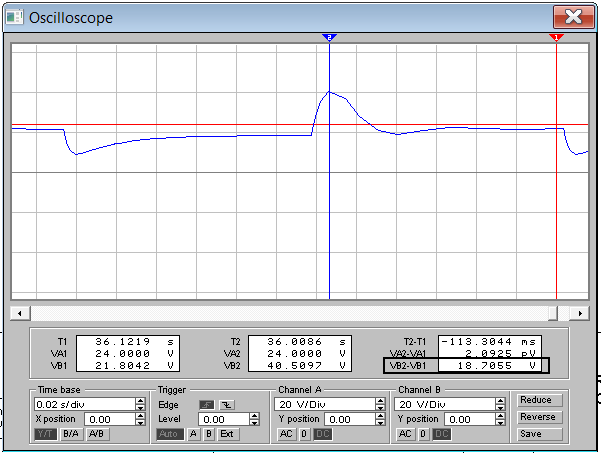 Oscilloscope
2 1
T1 36.1219 s T2 36.0086 s T2-T1 -113.3044 ms
VA1 24.0000 V VA2 24.0000 V VA2-VA1 2.0925 pV
VB1 21.8042 V VB2 40.5097 V VB2-VB1 18.7055 V
Time base Trigger Channel A Channel B Reduce
0.02 s/div Edge 20 V/Div 20 V/Div Reverse
X position 0.00 Level 0.00 Y position 0.00 Y position 0.00
Y/T B/A A/B Auto A B Ext AC 0 DC AC 0 DC Save